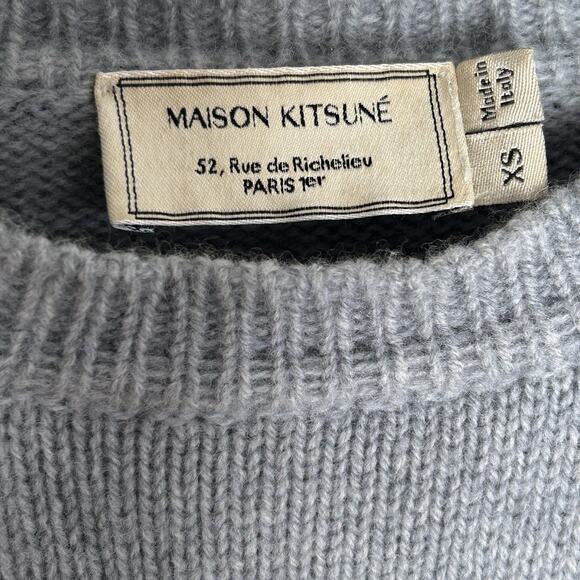 MAISON KITSUNÉ
52, Rue de Richelieu
PARIS 1er
Made in
Italy
XS